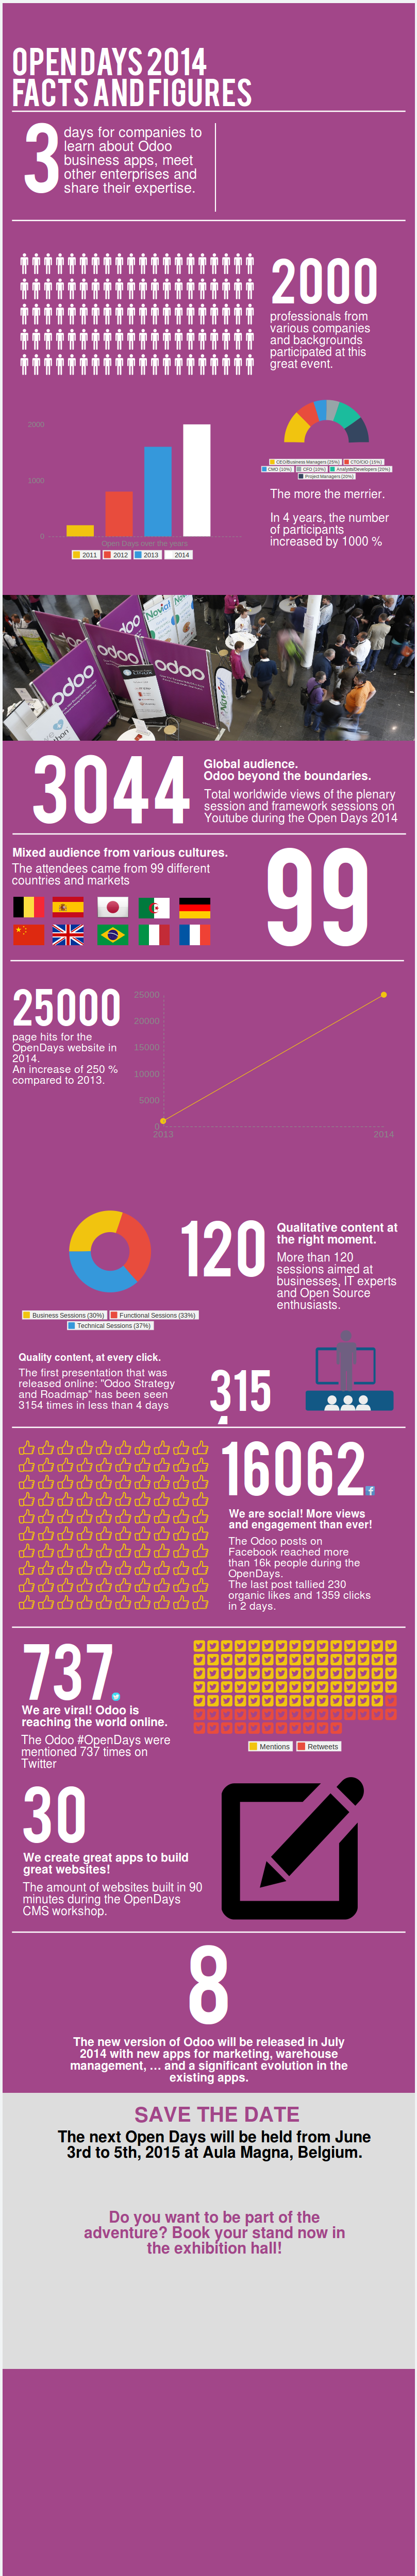 OPENDAYS 2014
FACTS AND FIGURES
3
days for companies to
learn about Odoo
business apps, meet
other enterprises and
share their expertise.
2000
professionals from
various companies
and backgrounds
participated at this
great event.
2000
1000
0
Open Days over the years
2011 2012 2013 2014
CEO/Business Managers (25%) CTO/CIO (15%)
CMO (10%) CFO (10%) Analysts/Developers (20%)
Project Managers (20%)
The more the merrier.
In 4 years, the number
of participants
increased by 1000 %
odoo
odoo
odoo
odoo
3044
Global audience.
Odoo beyond the boundaries.
Total worldwide views of the plenary
session and framework sessions on
Youtube during the Open Days 2014
Mixed audience from various cultures.
The attendees came from 99 different
countries and markets
99
25000
page hits for the
OpenDays website in
2014.
An increase of 250 %
compared to 2013.
25000
20000
15000
10000
5000
0
2013 2014
Business Sessions (30%) Functional Sessions (33%)
Technical Sessions (37%)
120
Qualitative content at
the right moment.
More than 120
sessions aimed at
businesses, IT experts
and Open Source
enthusiasts.
Quality content, at every click.
The first presentation that was
released online: "Odoo Strategy
and Roadmap" has been seen
3154 times in less than 4 days
315
16062
We are social! More views
and engagement than ever!
The Odoo posts on
Facebook reached more
than 16k people during the
OpenDays.
The last post tallied 230
organic likes and 1359 clicks
in 2 days.
737
We are viral! Odoo is
reaching the world online.
The Odoo #OpenDays were
mentioned 737 times on
Twitter
Mentions Retweets
30
We create great apps to build
great websites!
The amount of websites built in 90
minutes during the OpenDays
CMS workshop.
8
The new version of Odoo will be released in July
2014 with new apps for marketing, warehouse
management, ... and a significant evolution in the
existing apps.
SAVE THE DATE
The next Open Days will be held from June
3rd to 5th, 2015 at Aula Magna, Belgium.
Do you want to be part of the
adventure? Book your stand now in
the exhibition hall!